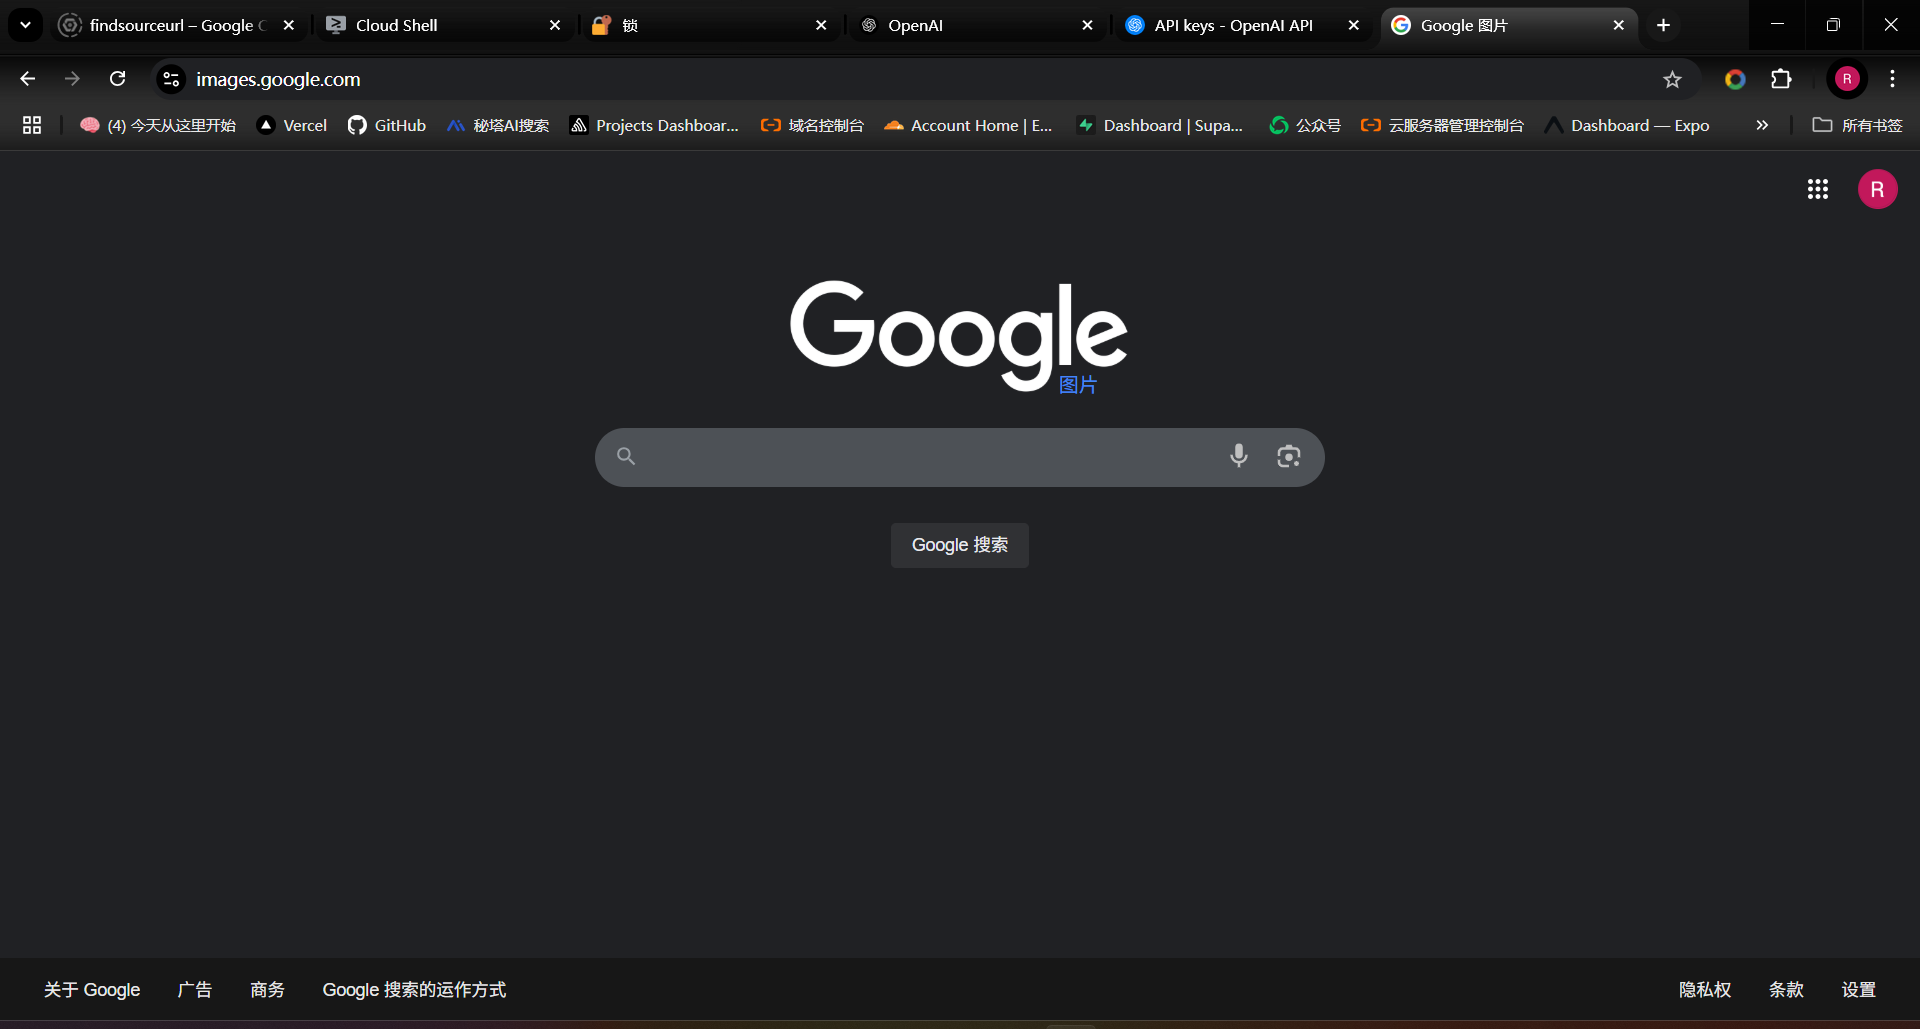 findsourceurl – Google C
Cloud Shell
锁
OpenAI
API keys - OpenAI API
Google 图片
images.google.com
R
(4) 今天从这里开始
Vercel
GitHub
秘塔AI搜索
Projects Dashboar...
域名控制台
Account Home | E...
Dashboard | Supa...
公众号
云服务器管理控制台
Dashboard — Expo
所有书签
R
Google
图片
Google 搜索
关于 Google
广告
商务
Google 搜索的运作方式
隐私权
条款
设置